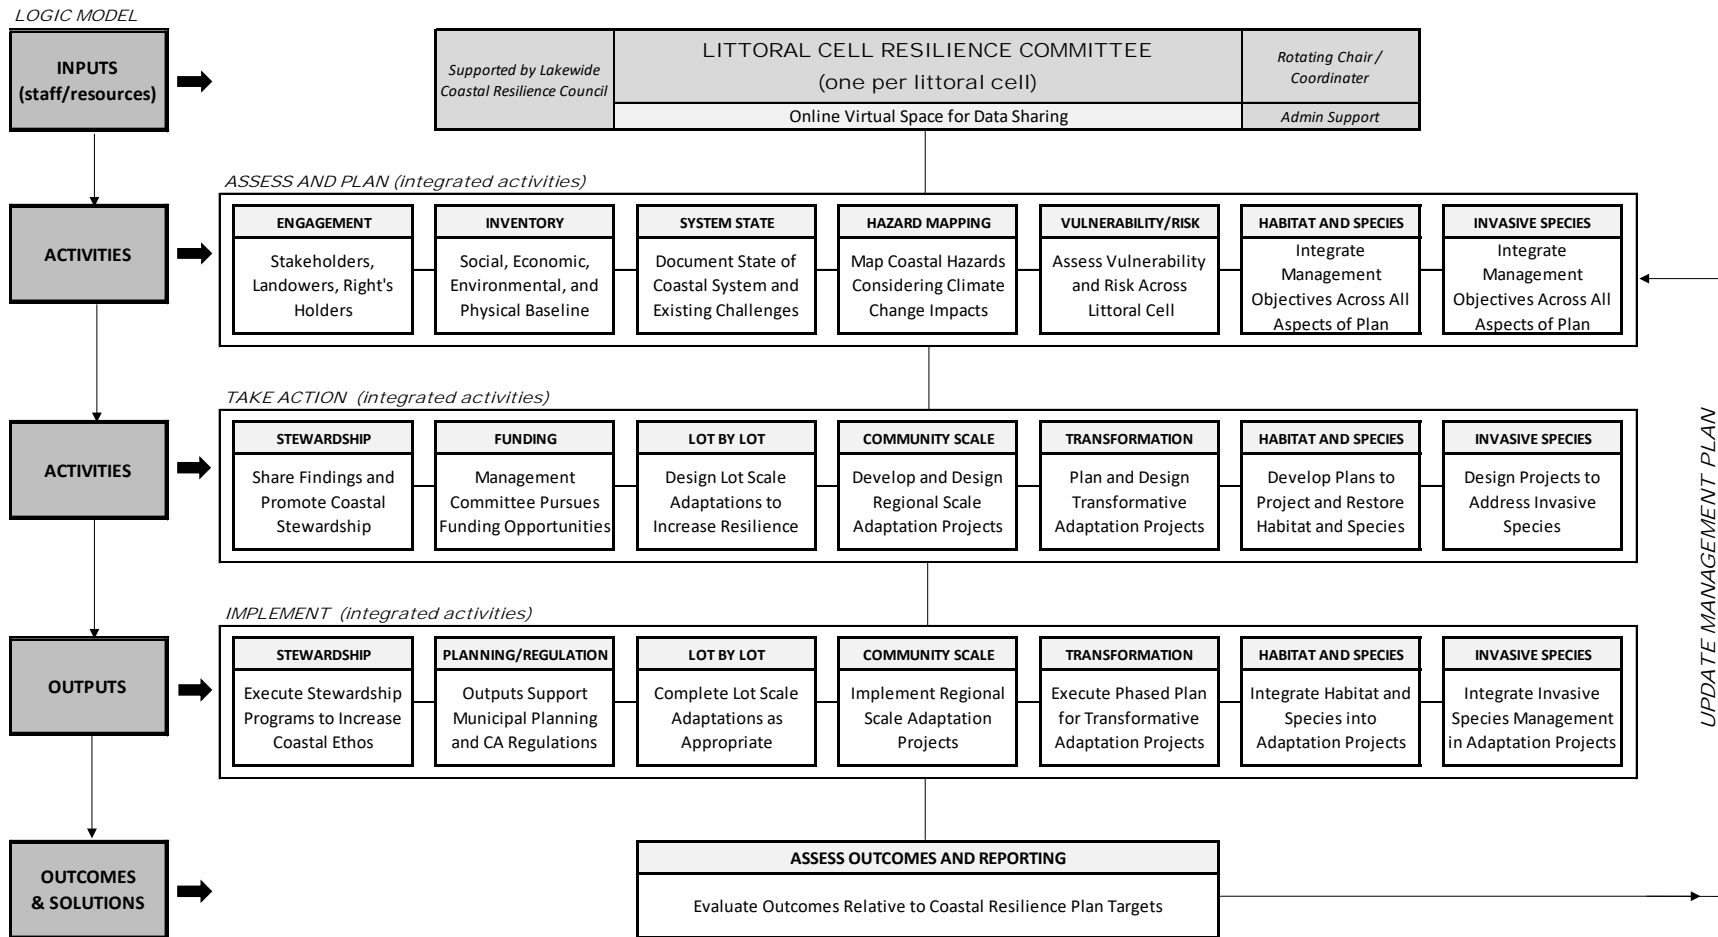 LOGIC MODEL
INPUTS
(staff/resources)
Supported by Lakewide
Coastal Resilience Council
LITTORAL CELL RESILIENCE COMMITTEE
(one per littoral cell)
Online Virtual Space for Data Sharing
Rotating Chair /
Coordinater
Admin Support
ACTIVITIES
ASSESS AND PLAN (integrated activities)
ENGAGEMENT
Stakeholders,
Landowers, Right's
Holders
INVENTORY
Social, Economic,
Environmental, and
Physical Baseline
SYSTEM STATE
Document State of
Coastal System and
Existing Challenges
HAZARD MAPPING
Map Coastal Hazards
Considering Climate
Change Impacts
VULNERABILITY/RISK
Assess Vulnerability
and Risk Across
Littoral Cell
HABITAT AND SPECIES
Integrate
Management
Objectives Across All
Aspects of Plan
INVASIVE SPECIES
Integrate
Management
Objectives Across All
Aspects of Plan
ACTIVITIES
TAKE ACTION (integrated activities)
STEWARDSHIP
Share Findings and
Promote Coastal
Stewardship
FUNDING
Management
Committee Pursues
Funding Opportunities
LOT BY LOT
Design Lot Scale
Adaptations to
Increase Resilience
COMMUNITY SCALE
Develop and Design
Regional Scale
Adaptation Projects
TRANSFORMATION
Plan and Design
Transformative
Adaptation Projects
HABITAT AND SPECIES
Develop Plans to
Project and Restore
Habitat and Species
INVASIVE SPECIES
Design Projects to
Address Invasive
Species
OUTPUTS
IMPLEMENT (integrated activities)
STEWARDSHIP
Execute Stewardship
Programs to Increase
Coastal Ethos
PLANNING/REGULATION
Outputs Support
Municipal Planning
and CA Regulations
LOT BY LOT
Complete Lot Scale
Adaptations as
Appropriate
COMMUNITY SCALE
Implement Regional
Scale Adaptation
Projects
TRANSFORMATION
Execute Phased Plan
for Transformative
Adaptation Projects
HABITAT AND SPECIES
Integrate Habitat and
Species into
Adaptation Projects
INVASIVE SPECIES
Integrate Invasive
Species Management
in Adaptation Projects
OUTCOMES
& SOLUTIONS
ASSESS OUTCOMES AND REPORTING
Evaluate Outcomes Relative to Coastal Resilience Plan Targets
UPDATE MANAGEMENT PLAN